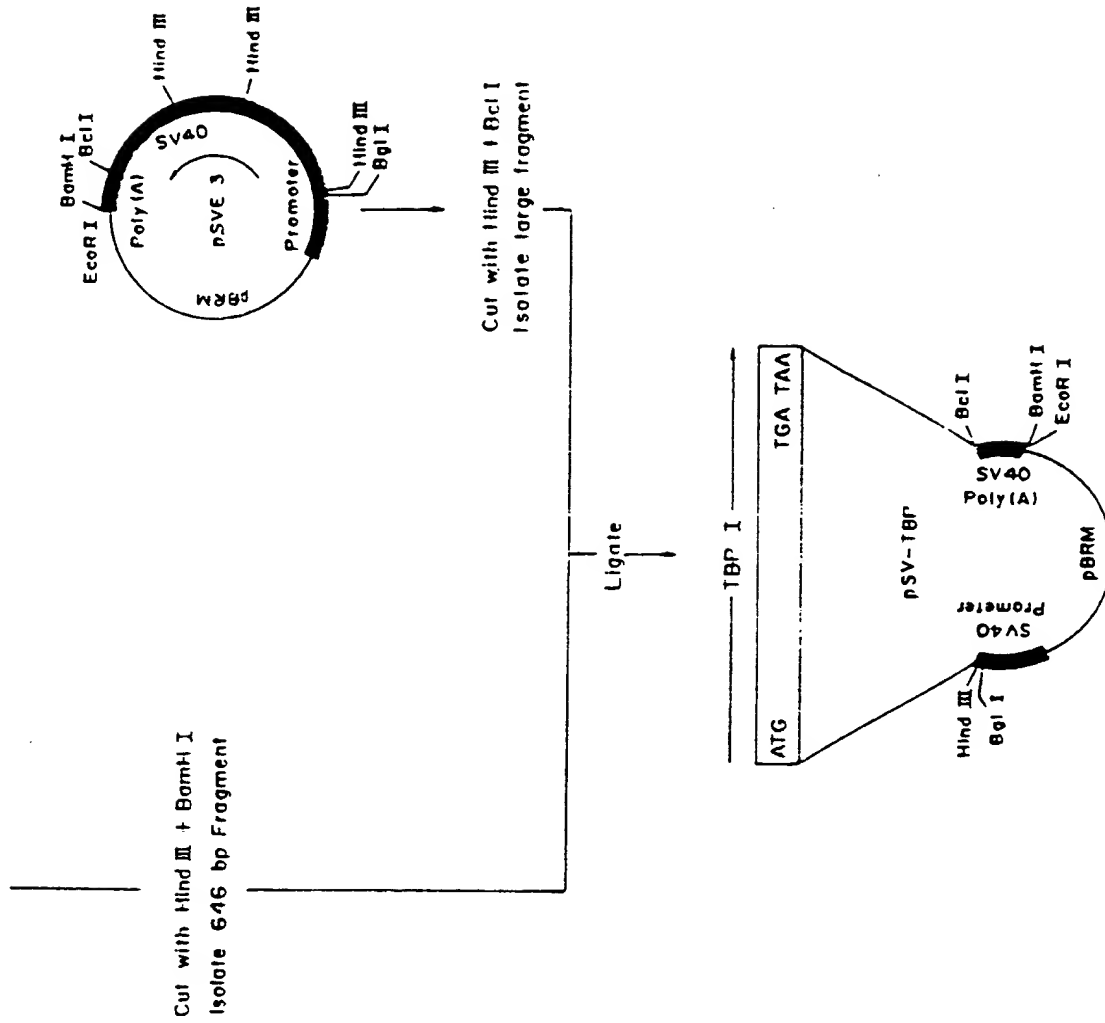 EcoR I
BamH I
Bcl I
Hind III
Hind III
Poly(A)
SV40
pSVE 3
Promoter
pBRM
Hind III
Bgl I
Cut with Hind III + Bcl I
Isolate large fragment
Cut with Hind III + BamH I
Isolate 646 bp Fragment
Ligate
TBP I
ATG TGA TAA
pSV-TBP
Hind III
Bgl I
SV40
Promoter
Bcl I
SV40
Poly(A)
BamH I
EcoR I
pBRM